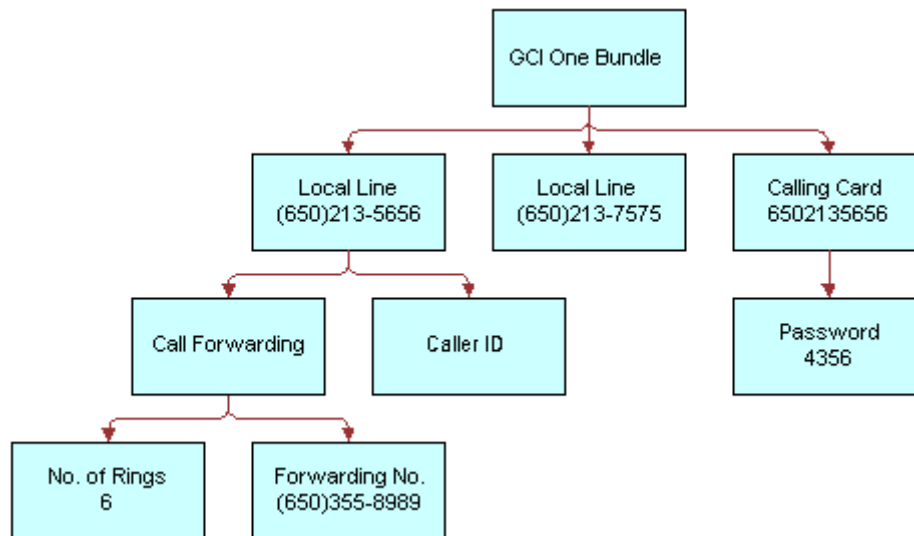 GCI One Bundle
Local Line
(650)213-5656
Local Line
(650)213-7575
Calling Card
6502135656
Call Forwarding
Caller ID
Password
4356
No. of Rings
6
Forwarding No.
(650)355-8989